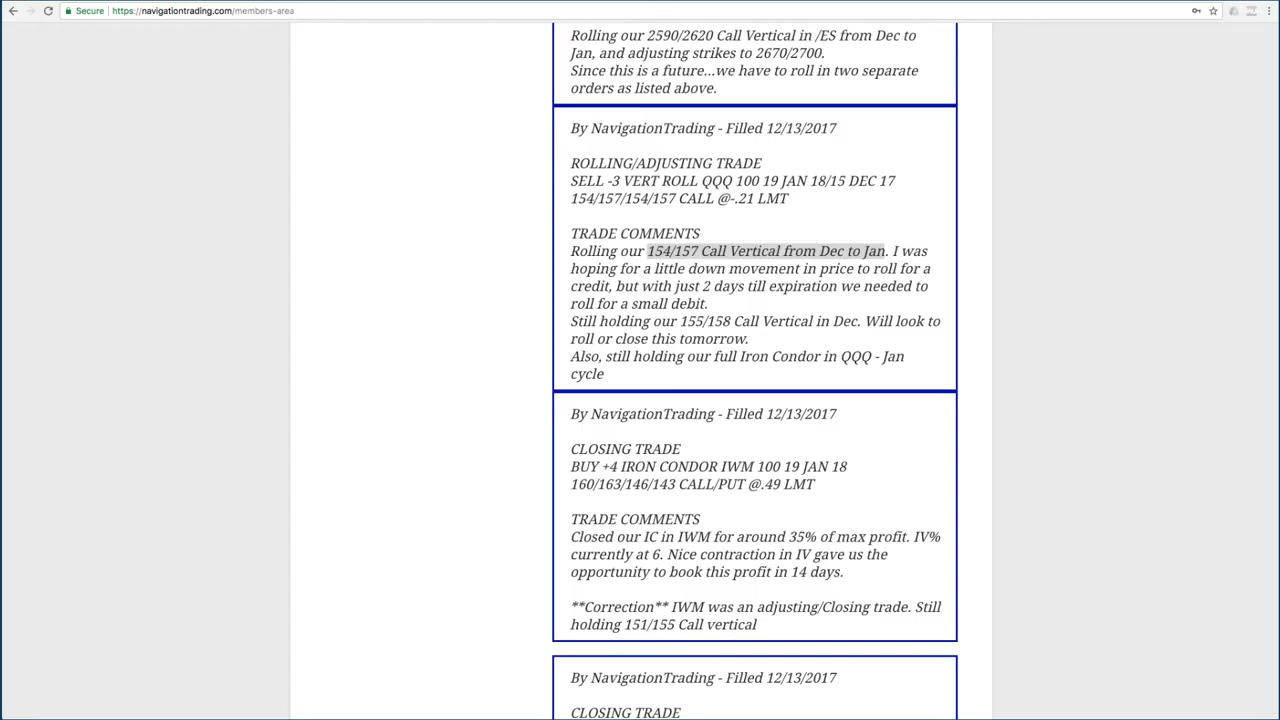 Secure
https://navigationtrading.com/members-area
Rolling our 2590/2620 Call Vertical in /ES from Dec to
Jan, and adjusting strikes to 2670/2700.
Since this is a future...we have to roll in two separate
orders as listed above.
By NavigationTrading - Filled 12/13/2017
ROLLING/ADJUSTING TRADE
SELL -3 VERT ROLL QQQ 100 19 JAN 18/15 DEC 17
154/157/154/157 CALL @-.21 LMT
TRADE COMMENTS
Rolling our 154/157 Call Vertical from Dec to Jan. I was
hoping for a little down movement in price to roll for a
credit, but with just 2 days till expiration we needed to
roll for a small debit.
Still holding our 155/158 Call Vertical in Dec. Will look to
roll or close this tomorrow.
Also, still holding our full Iron Condor in QQQ - Jan
cycle
By NavigationTrading - Filled 12/13/2017
CLOSING TRADE
BUY +4 IRON CONDOR IWM 100 19 JAN 18
160/163/146/143 CALL/PUT @.49 LMT
TRADE COMMENTS
Closed our IC in IWM for around 35% of max profit. IV%
currently at 6. Nice contraction in IV gave us the
opportunity to book this profit in 14 days.
**Correction** IWM was an adjusting/Closing trade. Still
holding 151/155 Call vertical
By NavigationTrading - Filled 12/13/2017
CLOSING TRADE